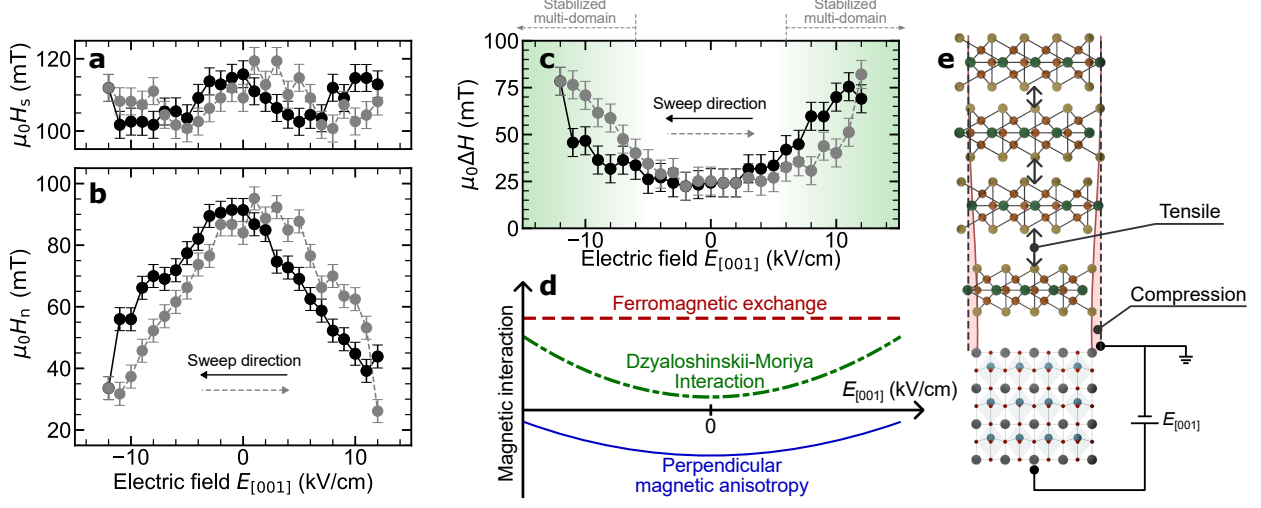 Stabilized
multi-domain
Stabilized
multi-domain
a
μ₀Hₛ (mT)
120
100
b
μ₀Hₙ (mT)
100
80
60
40
20
Sweep direction
−10
0
10
Electric field E[001] (kV/cm)
c
μ₀ΔH (mT)
100
75
50
25
0
Sweep direction
−10
0
10
Electric field E[001] (kV/cm)
d
Magnetic interaction
Ferromagnetic exchange
Dzyaloshinskii-Moriya
Interaction
E[001] (kV/cm)
0
Perpendicular
magnetic anisotropy
e
Tensile
Compression
E[001]